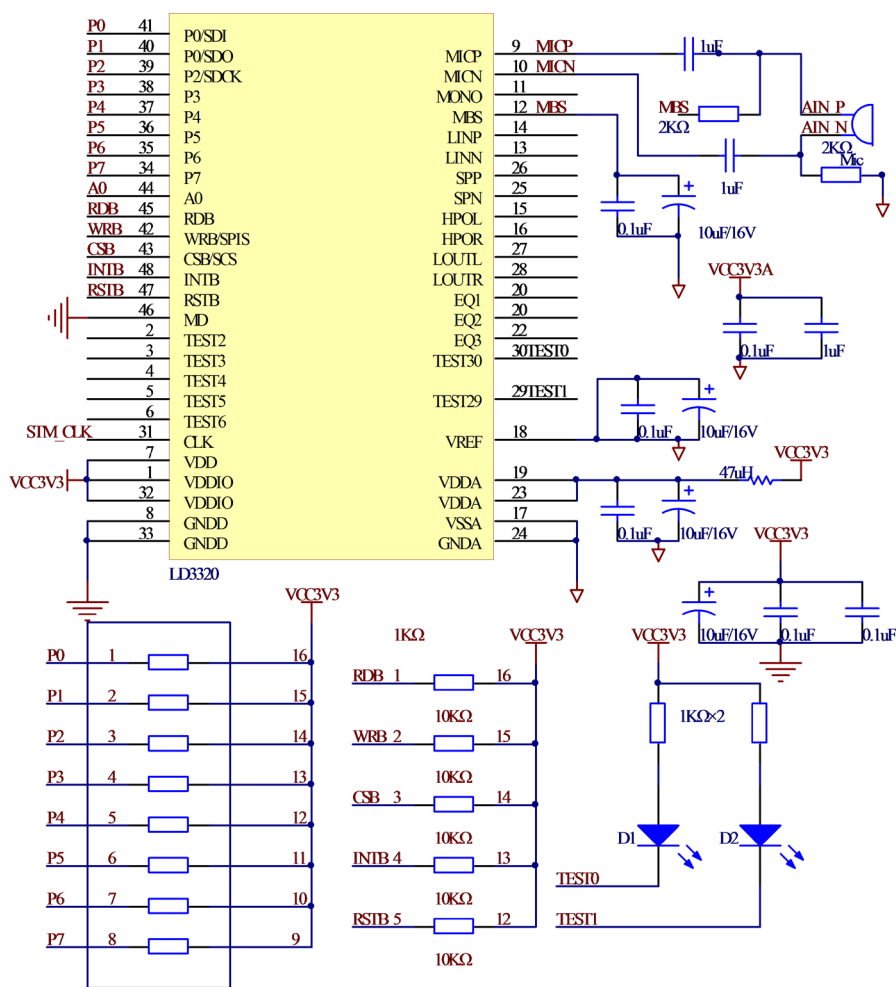 P0 41 P0/SDI
P1 40 P0/SDO
P2 39 P2/SDCK
P3 38 P3
P4 37 P4
P5 36 P5
P6 35 P6
P7 34 P7
A0 44 A0
RDB 45 RDB
WRB 42 WRB/SPIS
CSB 43 CSB/SCS
INTB 48 INTB
RSTB 47 RSTB
46 MD
2 TEST2
3 TEST3
4 TEST4
5 TEST5
6 TEST6
STM_CLK 31 CLK
7 VDD
VCC3V3 1 VDDIO
32 VDDIO
8 GNDD
33 GNDD
LD3320
MICP 9 MICP
MICN 10 MICN
MONO 11
MBS 12 MBS
LINP 14
LINN 13
SPP 26
SPN 25
HPOL 15
HPOR 16
LOUTL 27
LOUTR 28
EQ1 20
EQ2 20
EQ3 22
TEST30 30TEST0
TEST29 29TEST1
VREF 18
VDDA 19
VDDA 23
VSSA 17
GNDA 24
1uF
MBS
2KΩ
AIN_P
AIN_N
2KΩ
Mic
1uF
+
0.1uF
10uF/16V
VCC3V3A
0.1uF
1uF
+
0.1uF
10uF/16V
47uH
VCC3V3
+
0.1uF
10uF/16V
VCC3V3
+
10uF/16V
0.1uF
0.1uF
VCC3V3
P0 1 16
P1 2 15
P2 3 14
P3 4 13
P4 5 12
P5 6 11
P6 7 10
P7 8 9
1KΩ
VCC3V3
RDB 1 16
10KΩ
WRB 2 15
10KΩ
CSB 3 14
10KΩ
INTB 4 13
10KΩ
RSTB 5 12
10KΩ
VCC3V3
1KΩ×2
D1
D2
TEST0
TEST1